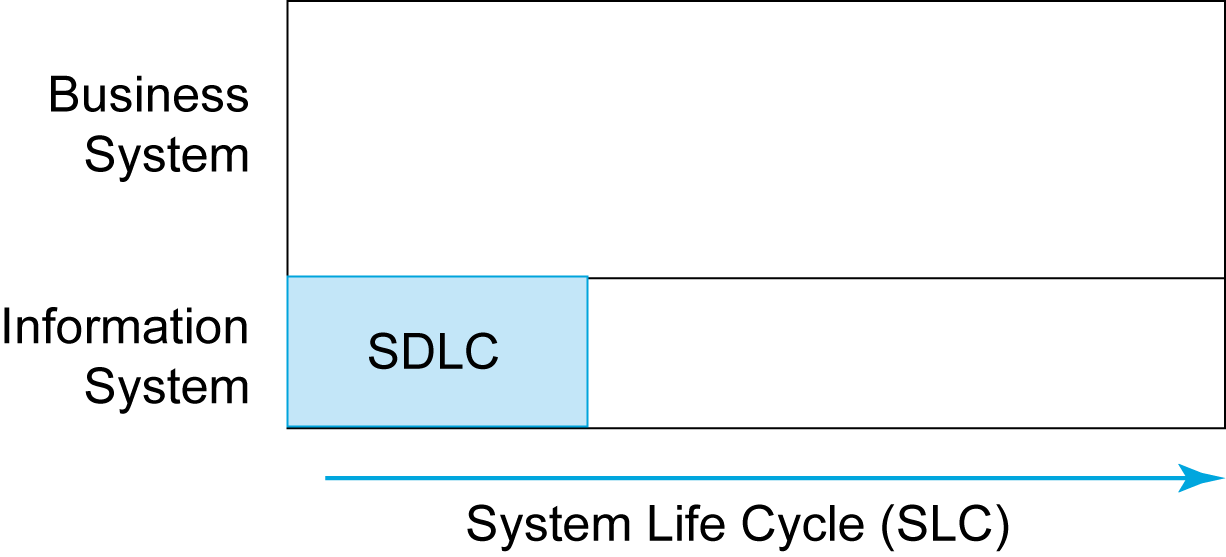 Business
System
Information
System
SDLC
System Life Cycle (SLC)